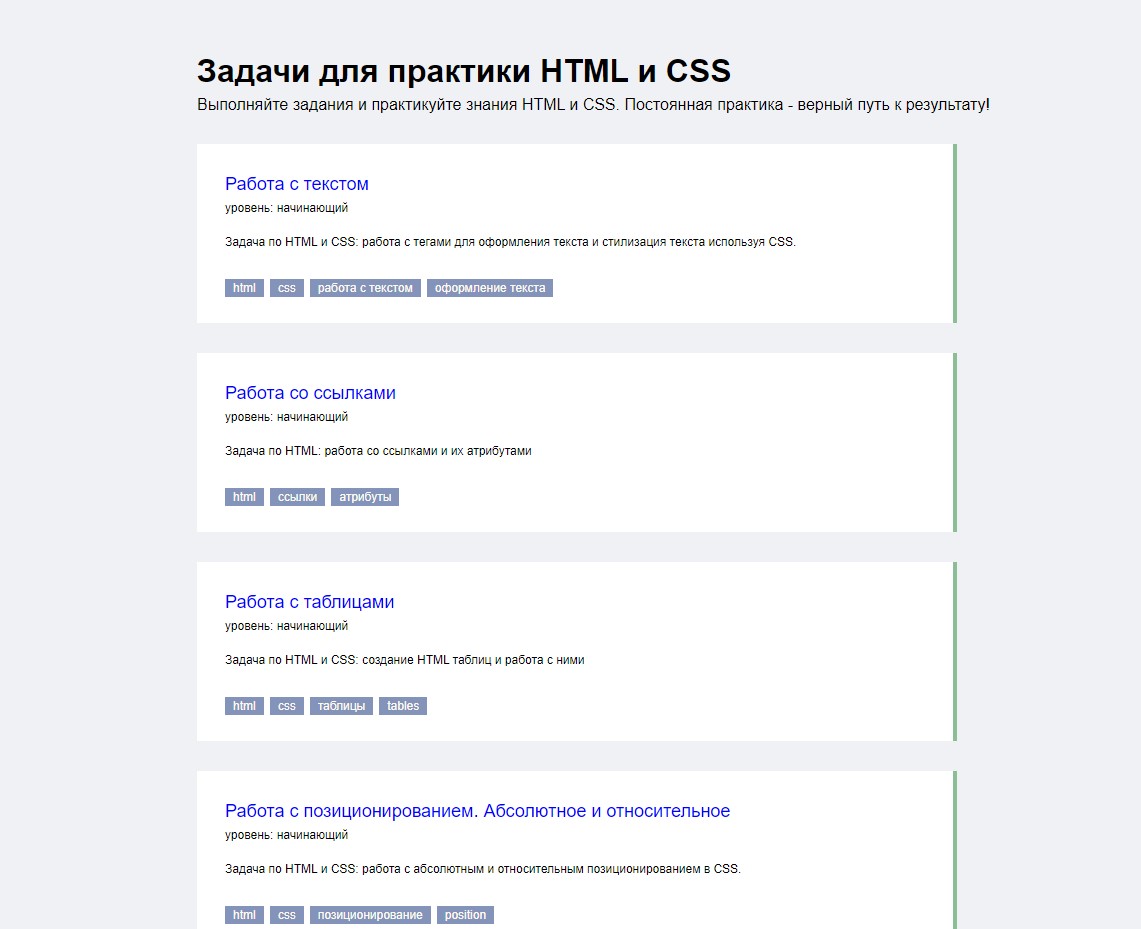 Задачи для практики HTML и CSS
Выполняйте задания и практикуйте знания HTML и CSS. Постоянная практика - верный путь к результату!
Работа с текстом
уровень: начинающий
Задача по HTML и CSS: работа с тегами для оформления текста и стилизация текста используя CSS.
html css работа с текстом оформление текста
Работа со ссылками
уровень: начинающий
Задача по HTML: работа со ссылками и их атрибутами
html ссылки атрибуты
Работа с таблицами
уровень: начинающий
Задача по HTML и CSS: создание HTML таблиц и работа с ними
html css таблицы tables
Работа с позиционированием. Абсолютное и относительное
уровень: начинающий
Задача по HTML и CSS: работа с абсолютным и относительным позиционированием в CSS.
html css позиционирование position